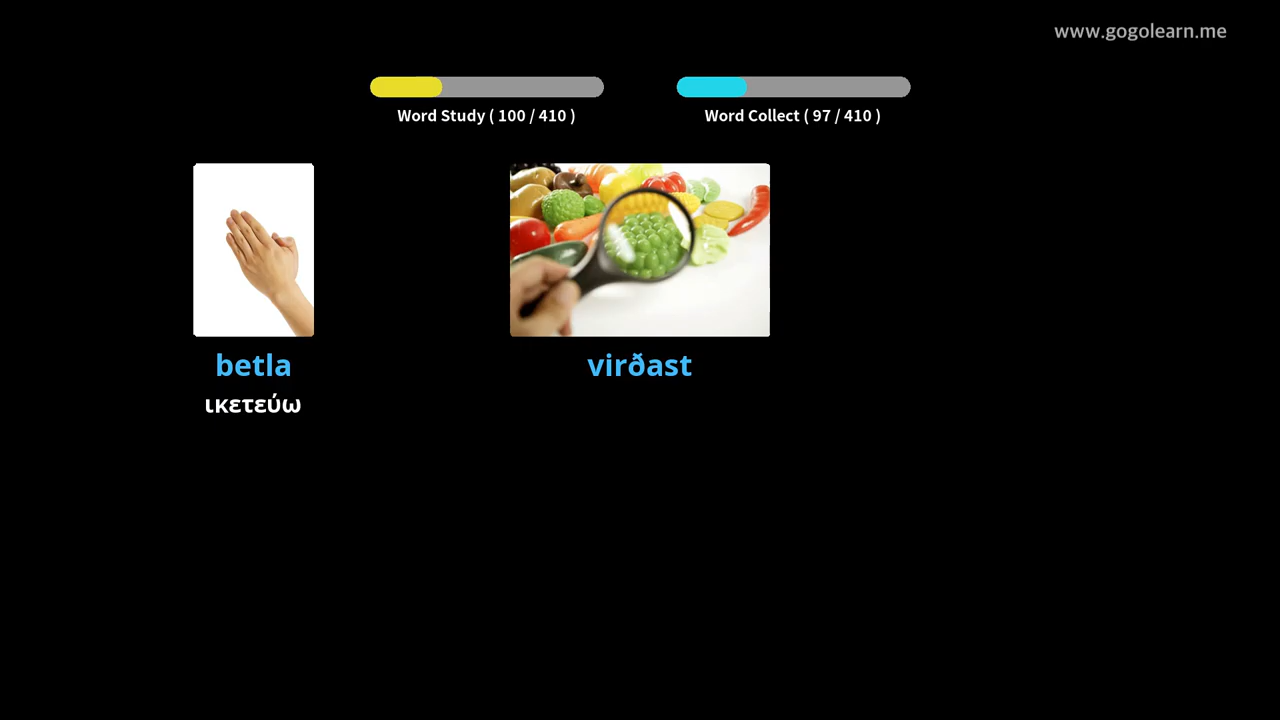 www.gogolearn.me
Word Study ( 100 / 410 )
Word Collect ( 97 / 410 )
betla
virðast
ικετεύω